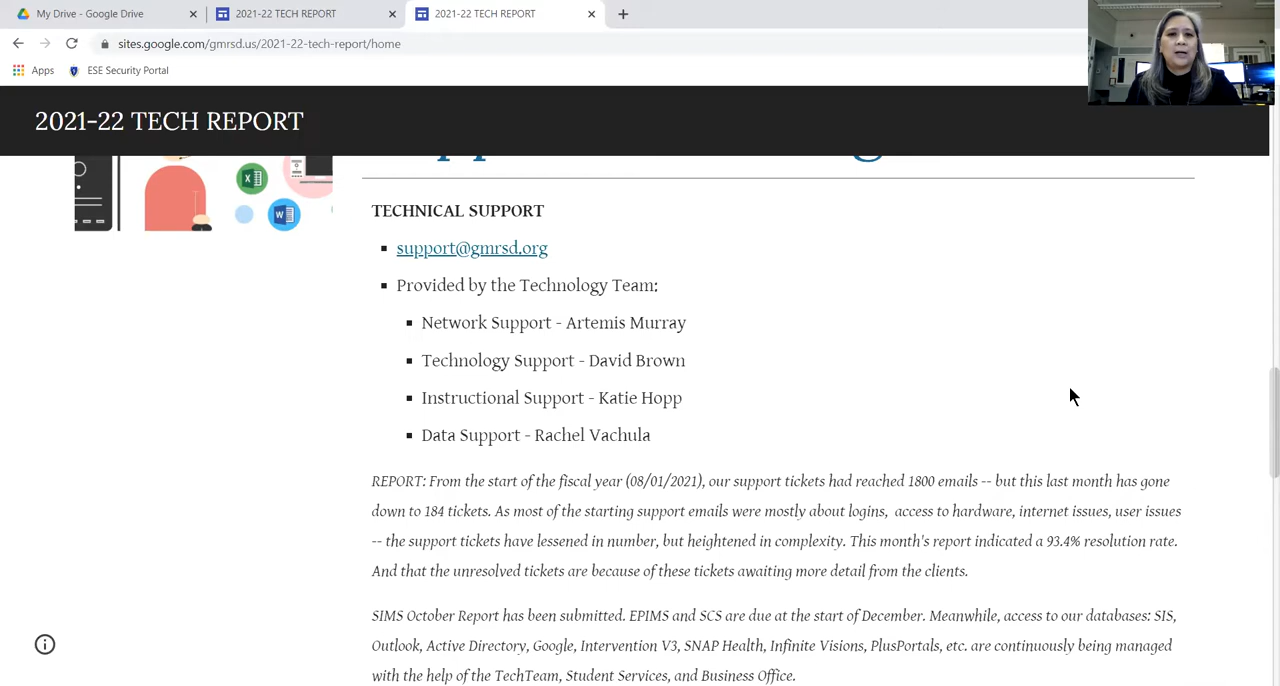 My Drive - Google Drive
2021-22 TECH REPORT
2021-22 TECH REPORT
sites.google.com/gmrsd.us/2021-22-tech-report/home
Apps
ESE Security Portal
2021-22 TECH REPORT
TECHNICAL SUPPORT
support@gmrsd.org
Provided by the Technology Team:
Network Support - Artemis Murray
Technology Support - David Brown
Instructional Support - Katie Hopp
Data Support - Rachel Vachula
REPORT: From the start of the fiscal year (08/01/2021), our support tickets had reached 1800 emails -- but this last month has gone
down to 184 tickets. As most of the starting support emails were mostly about logins, access to hardware, internet issues, user issues
-- the support tickets have lessened in number, but heightened in complexity. This month's report indicated a 93.4% resolution rate.
And that the unresolved tickets are because of these tickets awaiting more detail from the clients.
SIMS October Report has been submitted. EPIMS and SCS are due at the start of December. Meanwhile, access to our databases: SIS,
Outlook, Active Directory, Google, Intervention V3, SNAP Health, Infinite Visions, PlusPortals, etc. are continuously being managed
with the help of the TechTeam, Student Services, and Business Office.